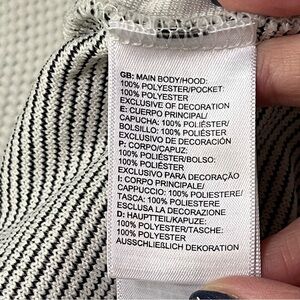 GB: MAIN BODY/HOOD:
100% POLYESTER/POCKET:
100% POLYESTER
EXCLUSIVE OF DECORATION
E: CUERPO PRINCIPAL/
CAPUCHA: 100% POLIÉSTER/
BOLSILLO: 100% POLIÉSTER
EXCLUSIVO DE DECORACIÓN
P: CORPO/CAPUZ:
100% POLIÉSTER/BOLSO:
100% POLIÉSTER
EXCLUSIVO PARA DECORAÇÃO
I: CORPO PRINCIPALE/
CAPPUCCIO: 100% POLIESTERE/
TASCA: 100% POLIESTERE
ESCLUSA LA DECORAZIONE
D: HAUPTTEIL/KAPUZE:
100% POLYESTER/TASCHE:
100% POLYESTER
AUSSCHLIEßLICH DEKORATION